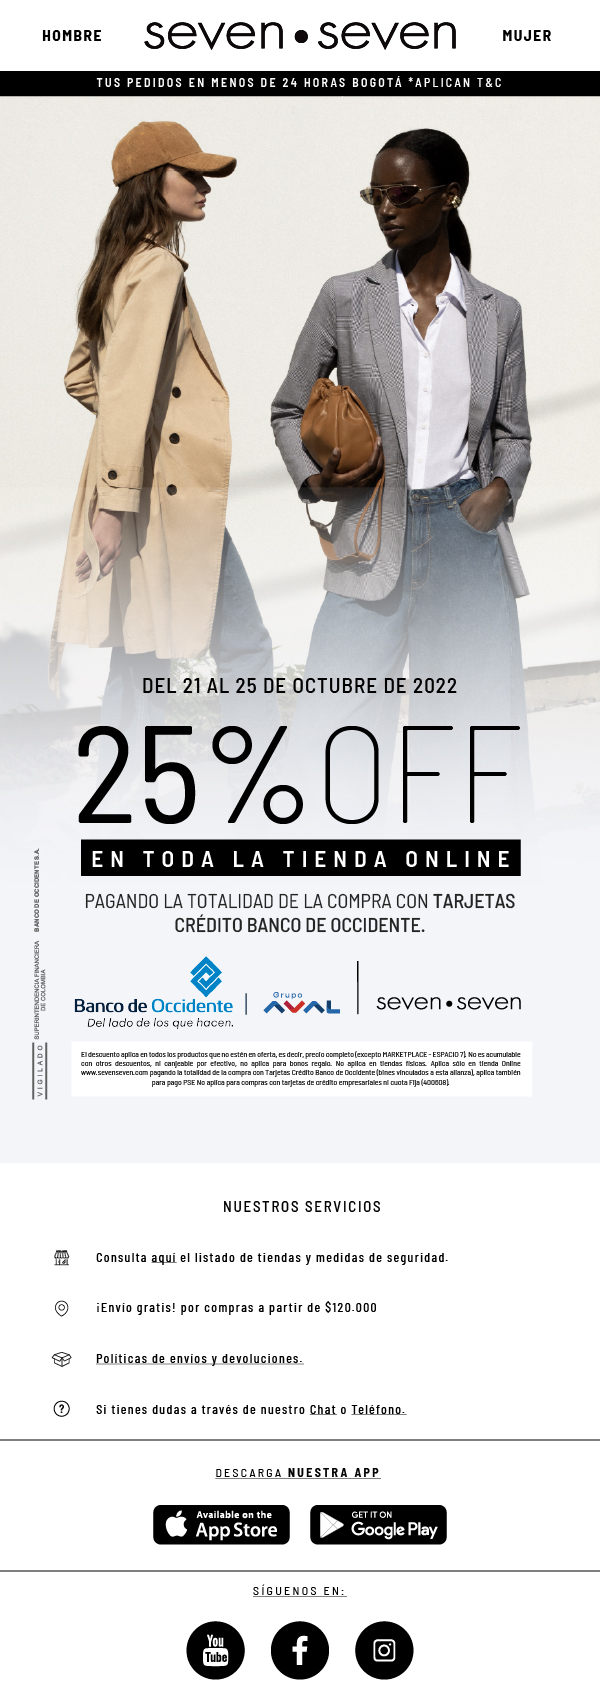 HOMBRE
seven•seven
MUJER
TUS PEDIDOS EN MENOS DE 24 HORAS BOGOTÁ *APLICAN T&C
DEL 21 AL 25 DE OCTUBRE DE 2022
25%OFF
EN TODA LA TIENDA ONLINE
PAGANDO LA TOTALIDAD DE LA COMPRA CON TARJETAS
CRÉDITO BANCO DE OCCIDENTE.
VIGILADO
SUPERINTENDENCIA FINANCIERA
DE COLOMBIA
BANCO DE OCCIDENTE S.A.
Banco de Occidente
Del lado de los que hacen.
Grupo
AVAL
seven•seven
El descuento aplica en todos los productos que no estén en oferta, es decir, precio completo (excepto MARKETPLACE - ESPACIO 7). No es acumulable
con otros descuentos, ni canjeable por efectivo, no aplica para bonos regalo. No aplica en tiendas físicas. Aplica sólo en tienda Online
www.sevenseven.com pagando la totalidad de la compra con Tarjetas Crédito Banco de Occidente (bines vinculados a esta alianza), aplica también
para pago PSE No aplica para compras con tarjetas de crédito empresariales ni cuota Fija (400608).
NUESTROS SERVICIOS
Consulta aquí el listado de tiendas y medidas de seguridad.
¡Envío gratis! por compras a partir de $120.000
Políticas de envíos y devoluciones.
Si tienes dudas a través de nuestro Chat o Teléfono.
DESCARGA NUESTRA APP
Available on the
App Store
GET IT ON
Google Play
SÍGUENOS EN:
You
Tube